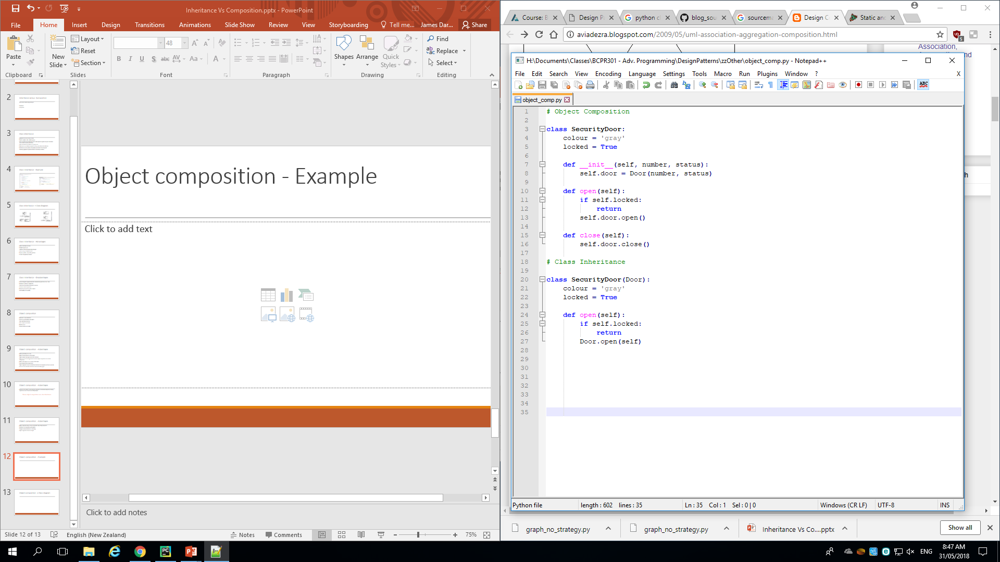 Inheritance Vs Composition.pptx - PowerPoint
File Home Insert Design Transitions Animations Slide Show Review View Storyboarding Tell me... James Dar... Share
Paste
Clipboard
New Slide
Layout
Reset
Section
Slides
48
B I U S abc AV Aa A
Font
Paragraph
Shapes Arrange Quick Styles
Drawing
Find
Replace
Select
Editing
2
3
4
5
6
7
8
9
10
11
12
13
Object composition - Example
Click to add text
Click to add notes
Slide 12 of 13 English (New Zealand) Notes Comments 75%
Course: B Design Pa python cl blog_sou sourcema Design C Static and
aviadezra.blogspot.com/2009/05/uml-association-aggregation-composition.html
5
Association,
H:\Documents\Classes\BCPR301 - Adv. Programming\DesignPatterns\zzOther\object_comp.py - Notepad++
File Edit Search View Encoding Language Settings Tools Macro Run Plugins Window ? X
object_comp.py
1 # Object Composition
2
3 class SecurityDoor:
4 colour = 'gray'
5 locked = True
6
7 def __init__(self, number, status):
8 self.door = Door(number, status)
9
10 def open(self):
11 if self.locked:
12 return
13 self.door.open()
14
15 def close(self):
16 self.door.close()
17
18 # Class Inheritance
19
20 class SecurityDoor(Door):
21 colour = 'gray'
22 locked = True
23
24 def open(self):
25 if self.locked:
26 return
27 Door.open(self)
28
29
30
31
32
33
34
35
Python file length : 602 lines : 35 Ln : 35 Col : 1 Sel : 0 | 0 Windows (CR LF) UTF-8 INS
graph_no_strategy.py graph_no_strategy.py Inheritance Vs Co....pptx Show all
ENG 8:47 AM
31/05/2018